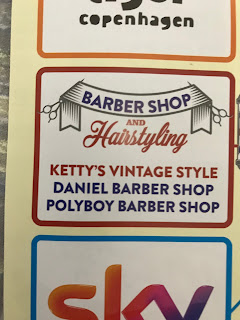 copenhagen
BARBER SHOP
AND
Hairstyling
KETTY'S VINTAGE STYLE
DANIEL BARBER SHOP
POLYBOY BARBER SHOP
sky